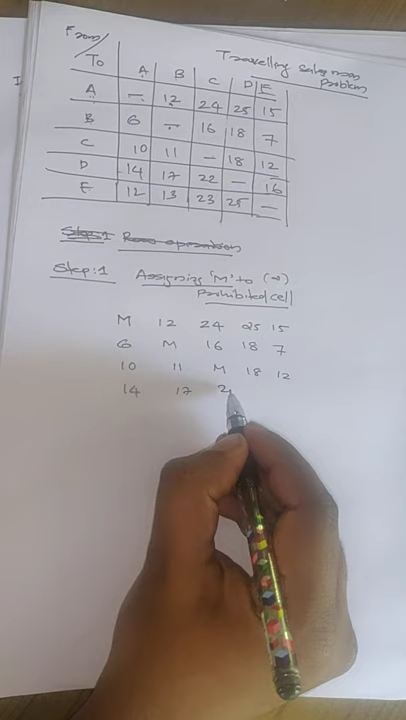 From/To A B C D E
Travelling salesman problem
A - 12 24 25 15
B 6 - 16 18 7
C 10 11 - 18 12
D 14 17 22 - 16
E 12 13 23 25 -
Step:1 Row operation
Step:1 Assigning 'M' to (∞)
Prohibited cell
M 12 24 25 15
6 M 16 18 7
10 11 M 18 12
14 17 2